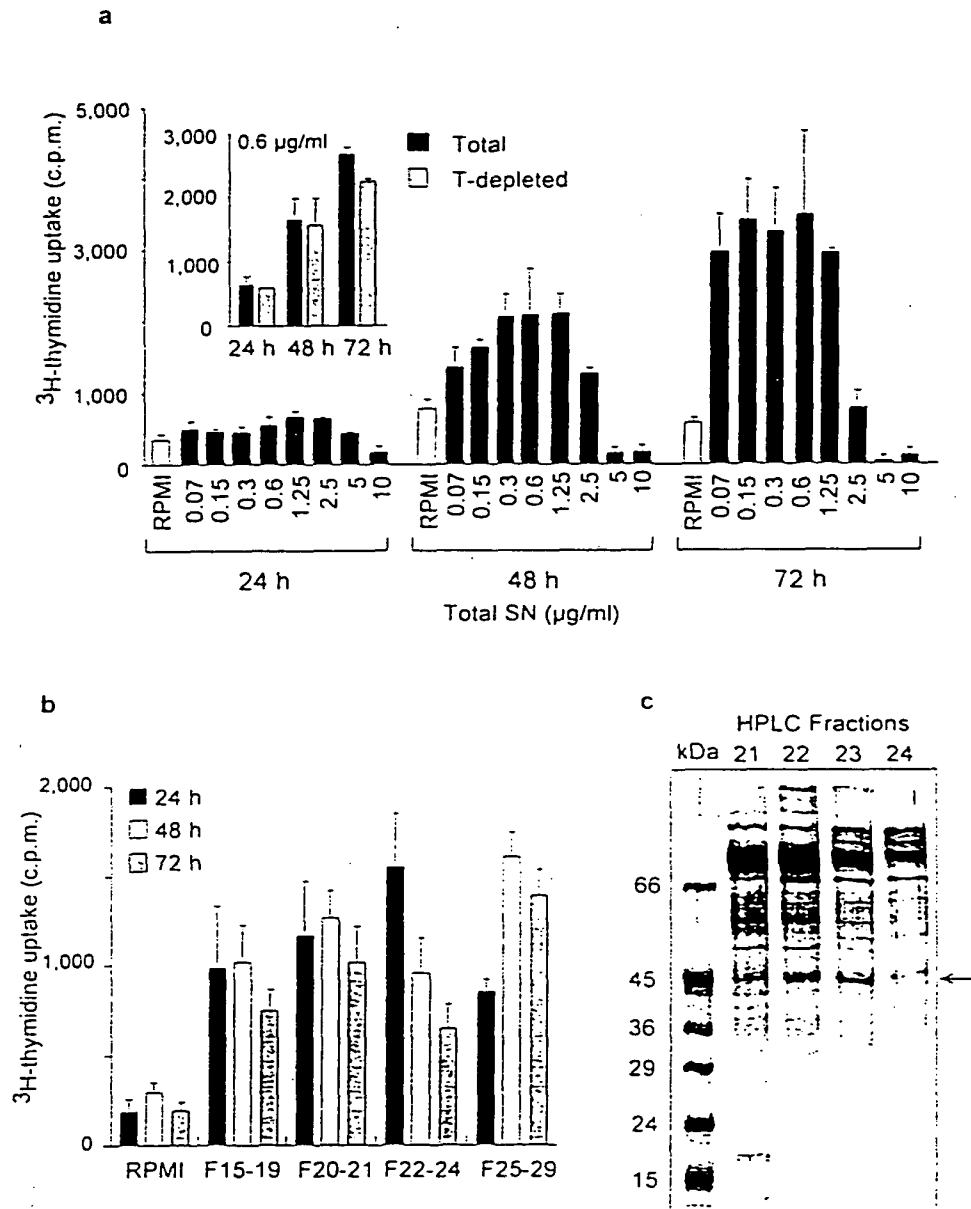 a
³H-thymidine uptake (c.p.m.)
5,000
3,000
1,000
0
3,000
2,000
1,000
0
0.6 µg/ml
24 h 48 h 72 h
Total
T-depleted
RPMI 0.07 0.15 0.3 0.6 1.25 2.5 5 10
RPMI 0.07 0.15 0.3 0.6 1.25 2.5 5 10
RPMI 0.07 0.15 0.3 0.6 1.25 2.5 5 10
24 h 48 h 72 h
Total SN (µg/ml)
b
³H-thymidine uptake (c.p.m.)
2,000
1,000
0
24 h
48 h
72 h
RPMI F15-19 F20-21 F22-24 F25-29
c
HPLC Fractions
kDa 21 22 23 24
66
45
36
29
24
15